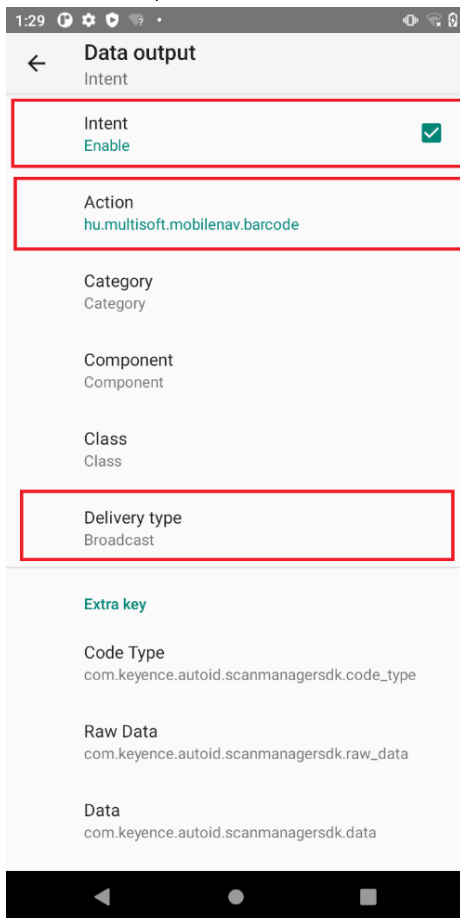 1:29
Data output
Intent
Intent
Enable
Action
hu.multisoft.mobilenav.barcode
Category
Category
Component
Component
Class
Class
Delivery type
Broadcast
Extra key
Code Type
com.keyence.autoid.scanmanagersdk.code_type
Raw Data
com.keyence.autoid.scanmanagersdk.raw_data
Data
com.keyence.autoid.scanmanagersdk.data